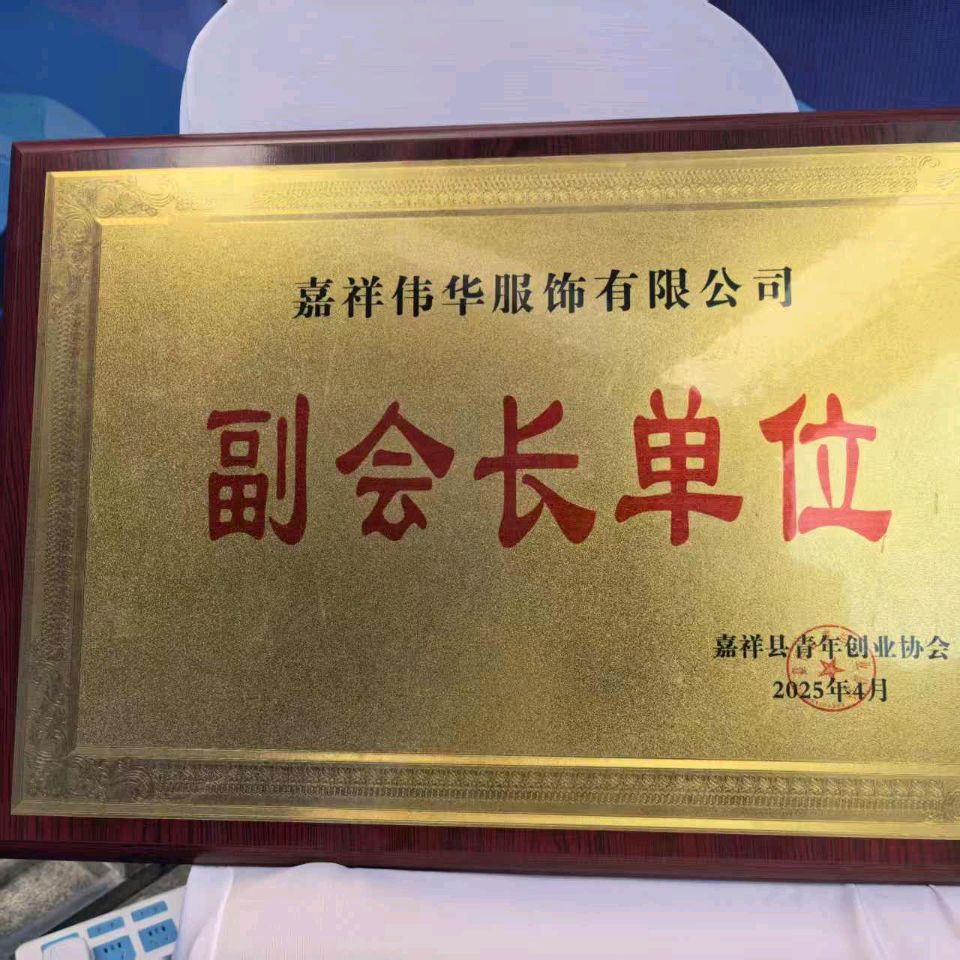 嘉祥伟华服饰有限公司
副会长单位
嘉祥县青年创业协会
2025年4月